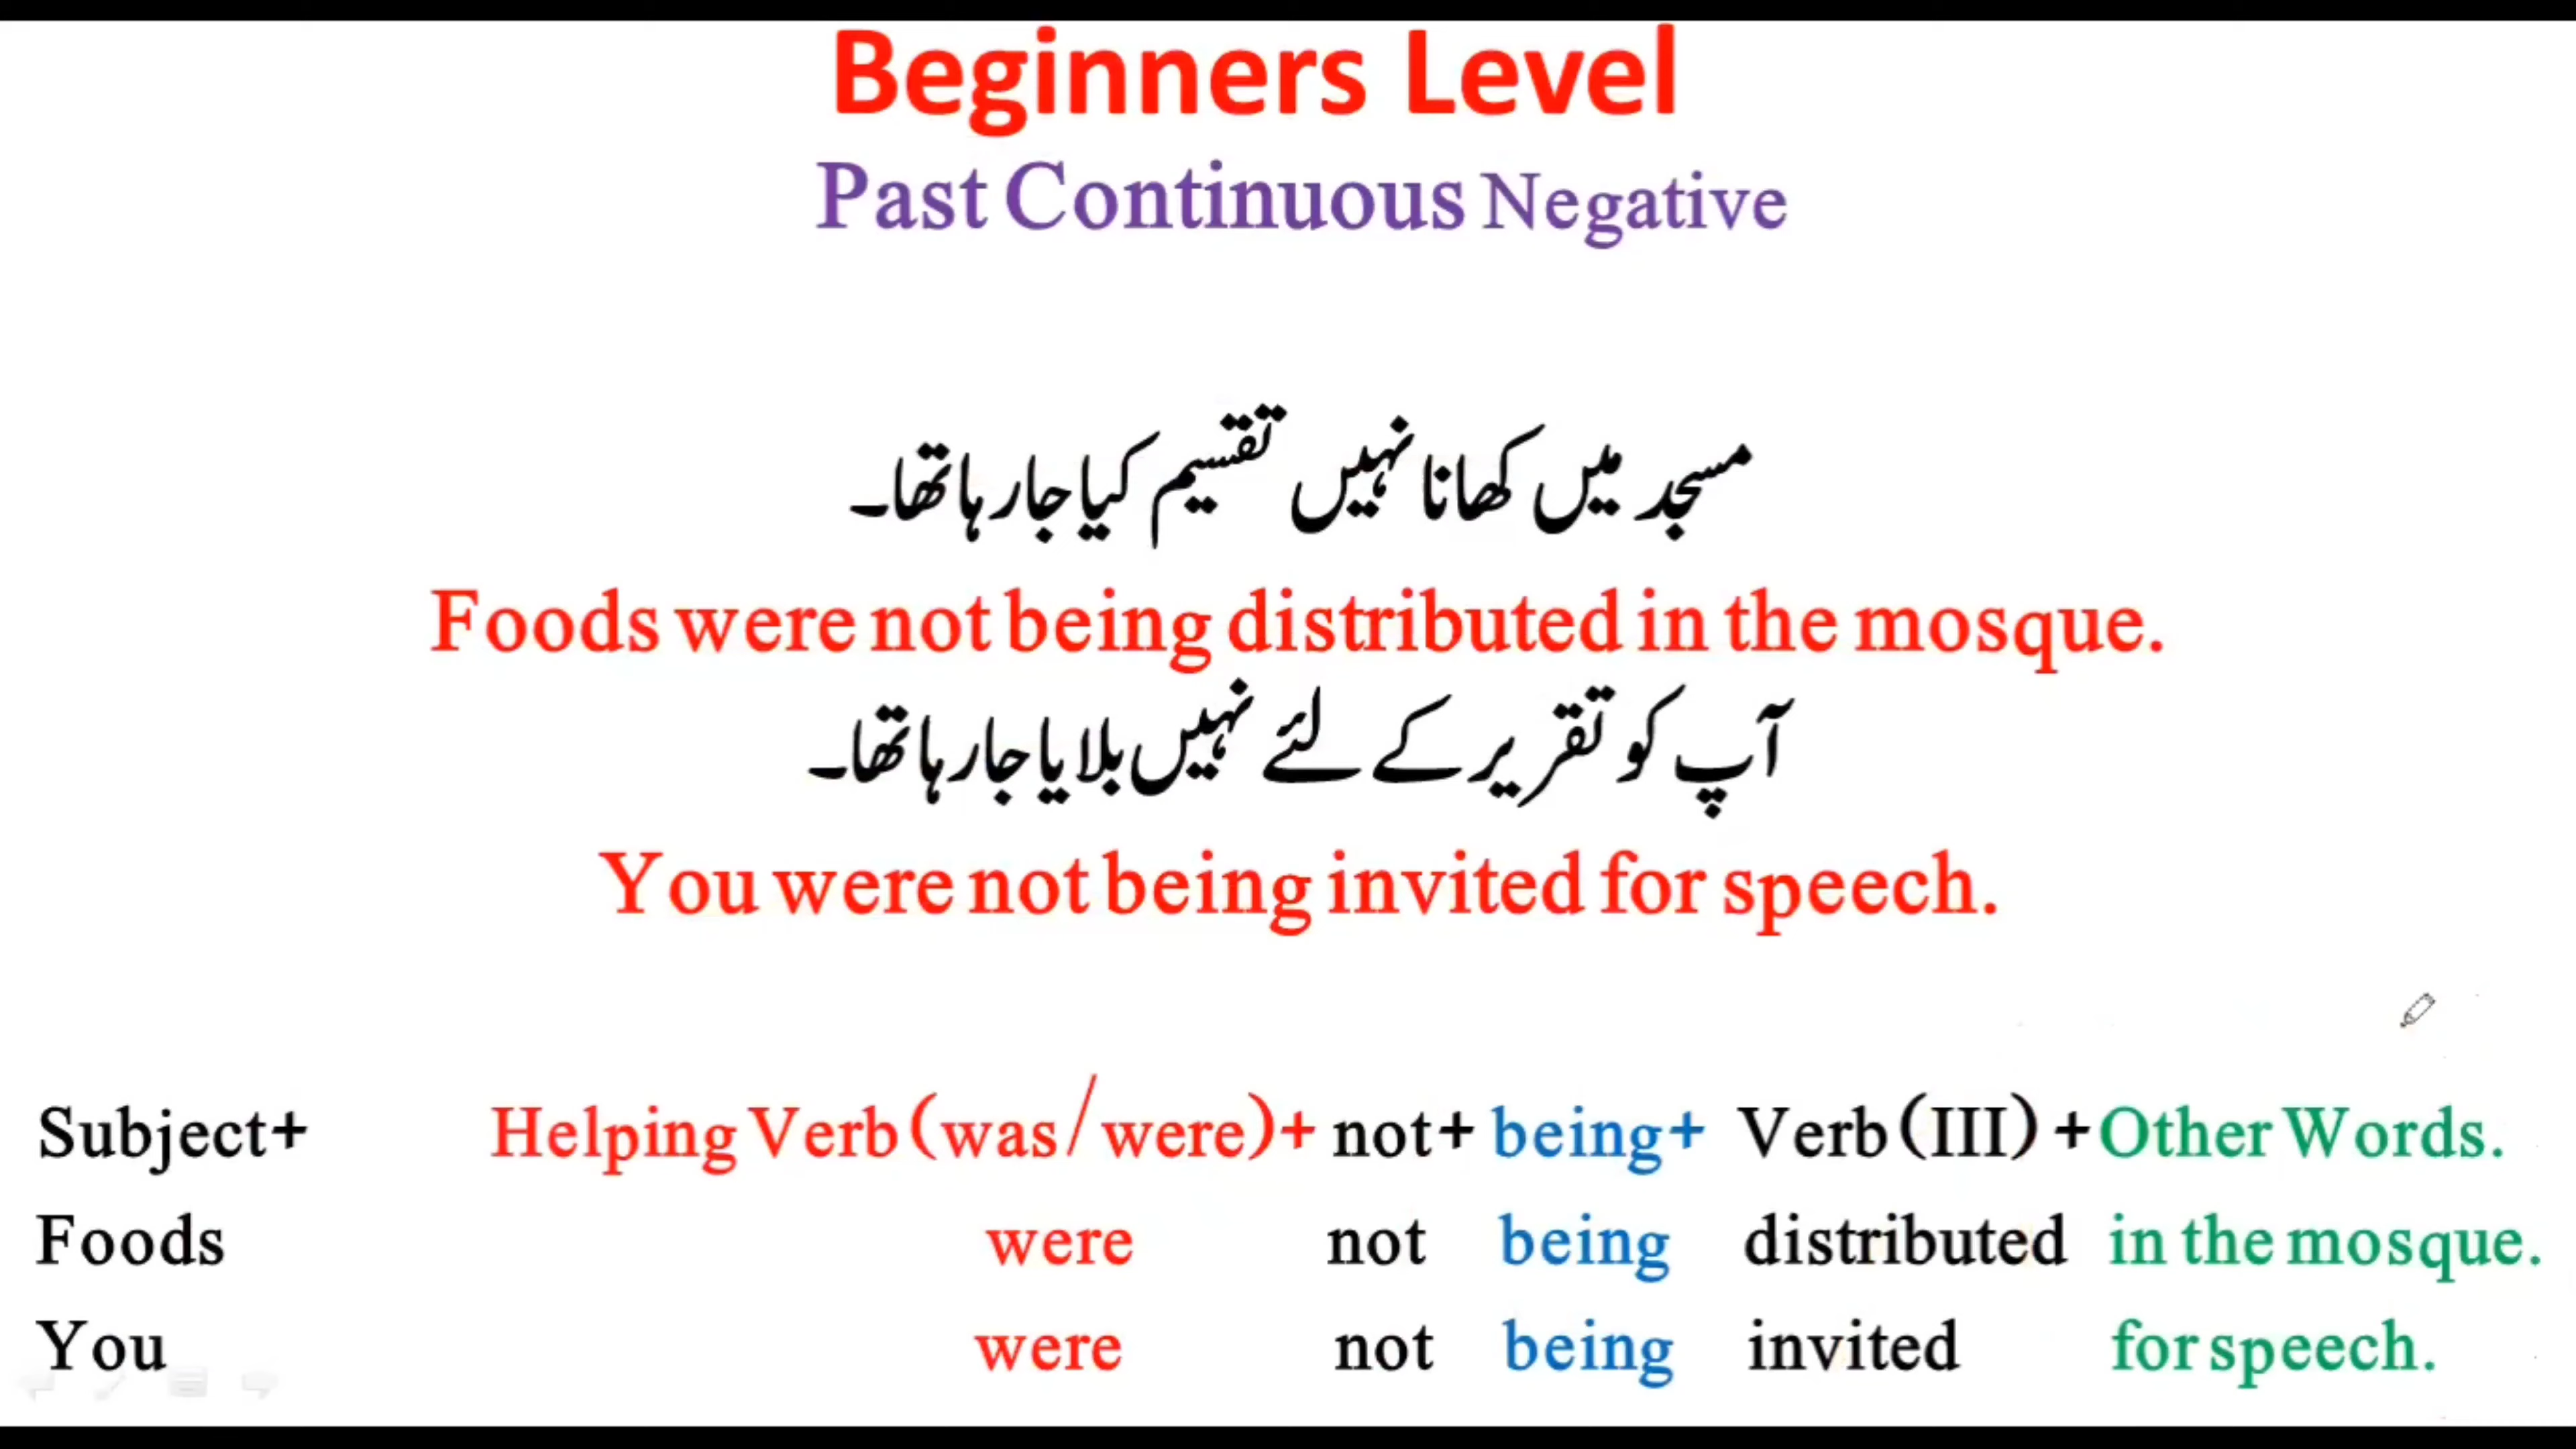 Beginners Level
Past Continuous Negative
مسجد میں کھانا نہیں تقسیم کیا جا رہا تھا۔
Foods were not being distributed in the mosque.
آپ کو تقریر کے لئے نہیں بلایا جا رہا تھا۔
You were not being invited for speech.
Subject+ Helping Verb (was/were)+ not+ being+ Verb (III) +Other Words.
Foods were not being distributed in the mosque.
You were not being invited for speech.